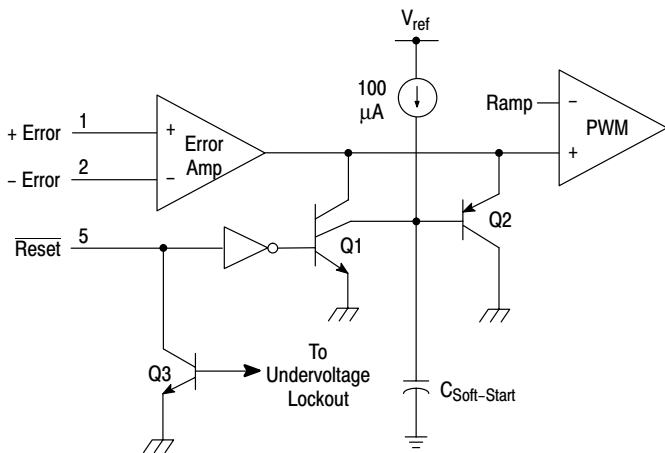 Vref
100
μA
Ramp
−
PWM
+
+ Error 1
+
Error
Amp
− Error 2
−
Reset 5
Q1
Q2
Q3
To
Undervoltage
Lockout
CSoft–Start